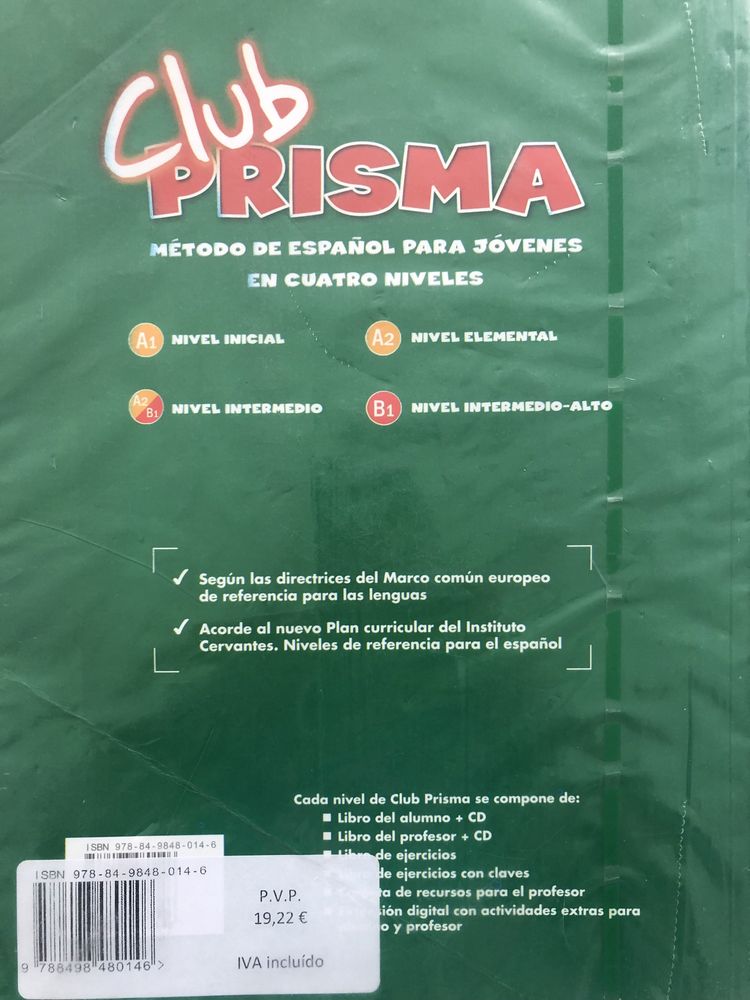 Club
PRISMA
MÉTODO DE ESPAÑOL PARA JÓVENES
EN CUATRO NIVELES
A1 NIVEL INICIAL
A2 NIVEL ELEMENTAL
A2 B1 NIVEL INTERMEDIO
B1 NIVEL INTERMEDIO-ALTO
✓ Según las directrices del Marco común europeo
de referencia para las lenguas
✓ Acorde al nuevo Plan curricular del Instituto
Cervantes. Niveles de referencia para el español
Cada nivel de Club Prisma se compone de:
■ Libro del alumno + CD
■ Libro del profesor + CD
■ Libro de ejercicios
de ejercicios con claves
de recursos para el profesor
digital con actividades extras para
y profesor
ISBN 978-84-9848-014-6
ISBN 978-84-9848-014-6
9 788498 480146 >
P.V.P.
19,22 €
IVA incluído